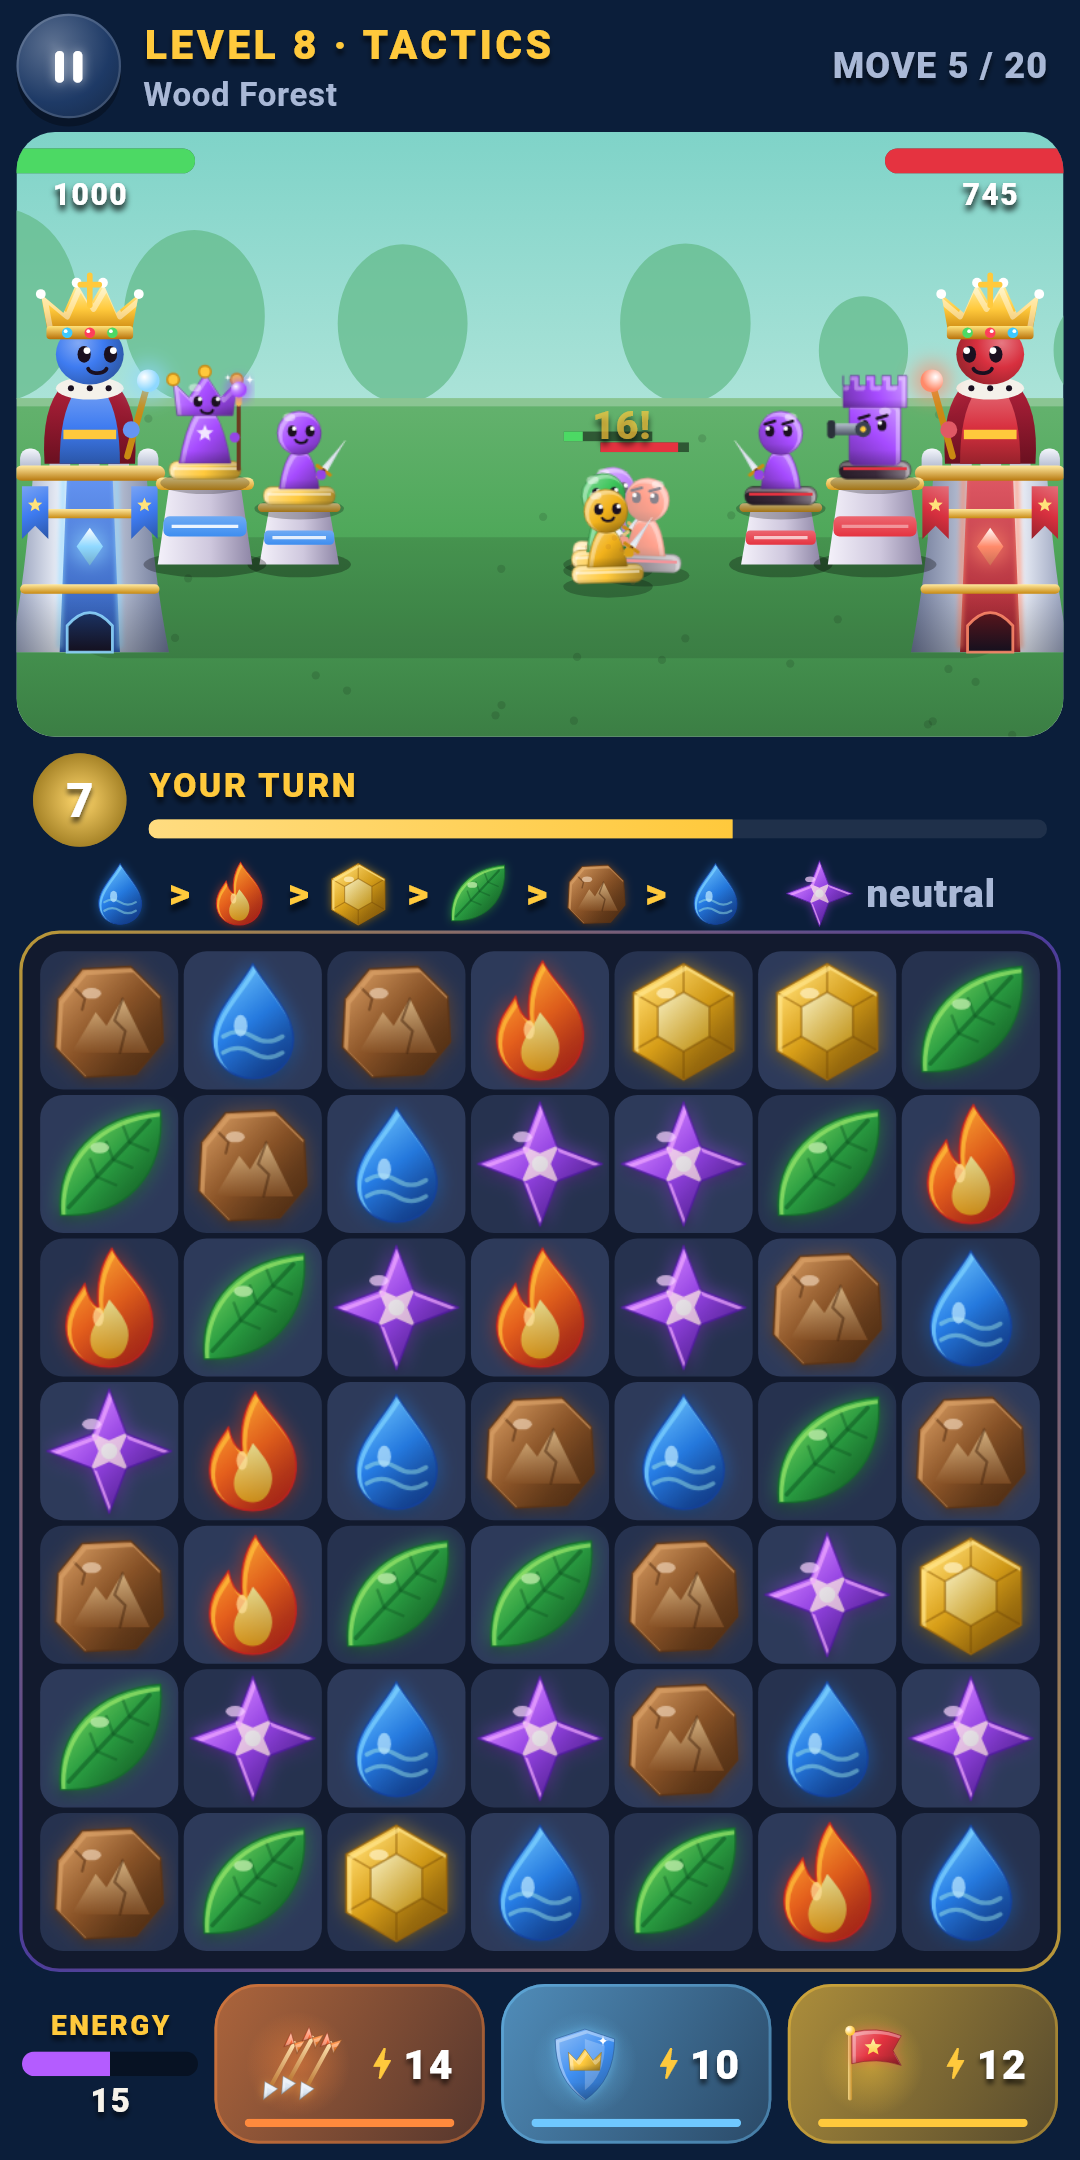 LEVEL 8 · TACTICS
Wood Forest
MOVE 5 / 20
1000
745
16!
7
YOUR TURN
> > > > > neutral
ENERGY
15
14
10
12